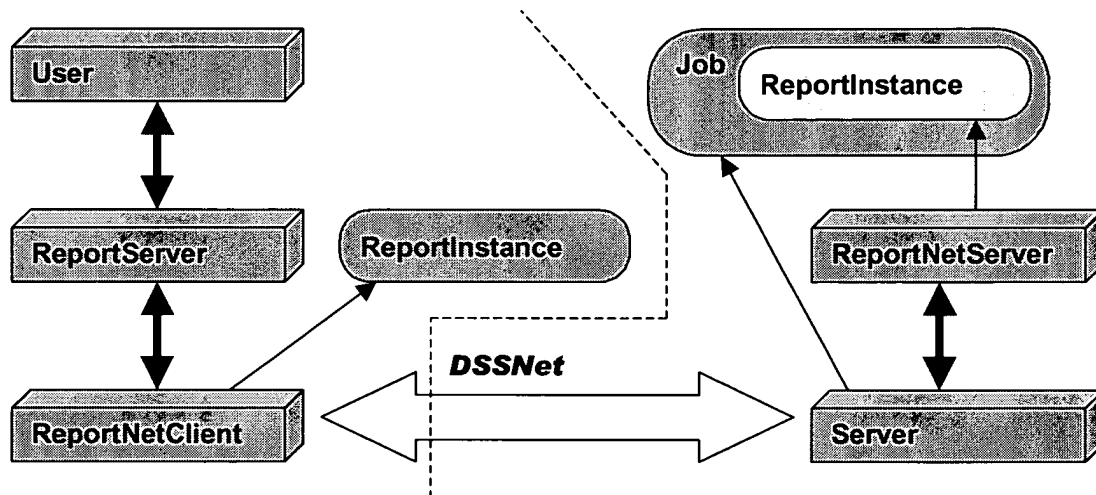 User
Job
ReportInstance
ReportServer
ReportInstance
ReportNetServer
DSSNet
ReportNetClient
Server